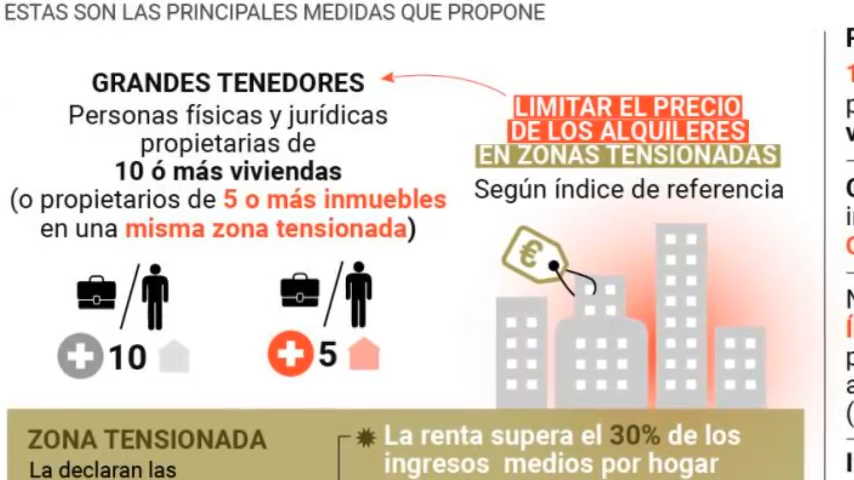 ESTAS SON LAS PRINCIPALES MEDIDAS QUE PROPONE
GRANDES TENEDORES
Personas físicas y jurídicas
propietarias de
10 ó más viviendas
(o propietarios de 5 o más inmuebles
en una misma zona tensionada)
+ 10
+ 5
LIMITAR EL PRECIO
DE LOS ALQUILERES
EN ZONAS TENSIONADAS
Según índice de referencia
€
ZONA TENSIONADA
La declaran las
La renta supera el 30% de los
ingresos medios por hogar